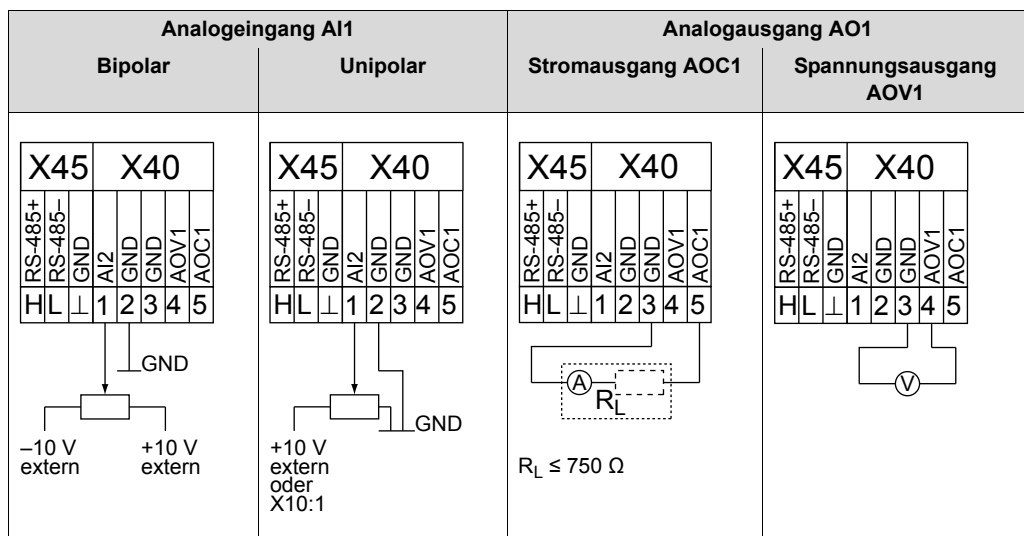 Analogeingang AI1
Analogausgang AO1
Bipolar
Unipolar
Stromausgang AOC1
Spannungsausgang
AOV1
X45 X40
RS-485+ RS-485– GND AI2 GND GND AOV1 AOC1
H L ⊥ 1 2 3 4 5
GND
–10 V
extern
+10 V
extern
X45 X40
RS-485+ RS-485– GND AI2 GND GND AOV1 AOC1
H L ⊥ 1 2 3 4 5
GND
+10 V
extern
oder
X10:1
X45 X40
RS-485+ RS-485– GND AI2 GND GND AOV1 AOC1
H L ⊥ 1 2 3 4 5
A
RL
RL ≤ 750 Ω
X45 X40
RS-485+ RS-485– GND AI2 GND GND AOV1 AOC1
H L ⊥ 1 2 3 4 5
V